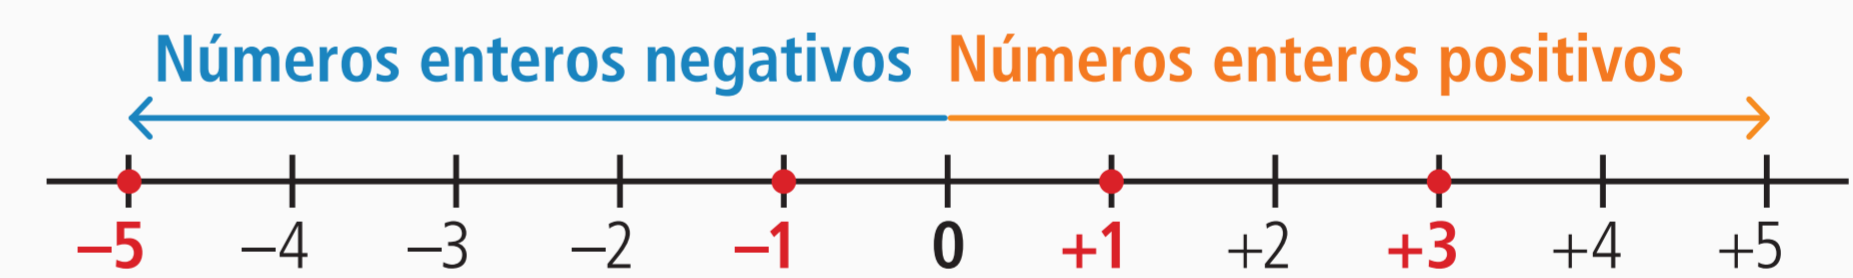 Números enteros negativos Números enteros positivos
–5 –4 –3 –2 –1 0 +1 +2 +3 +4 +5